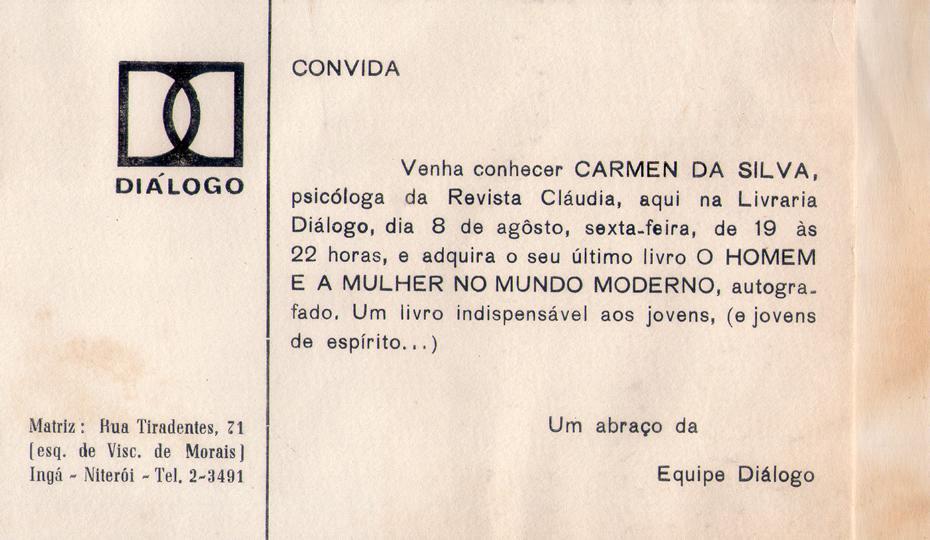 DIÁLOGO
Matriz: Rua Tiradentes, 71
(esq. de Visc. de Morais)
Ingá - Niterói - Tel. 2-3491
CONVIDA
Venha conhecer CARMEN DA SILVA,
psicóloga da Revista Cláudia, aqui na Livraria
Diálogo, dia 8 de agôsto, sexta-feira, de 19 às
22 horas, e adquira o seu último livro O HOMEM
E A MULHER NO MUNDO MODERNO, autogra-
fado. Um livro indispensável aos jovens, (e jovens
de espírito...)
Um abraço da
Equipe Diálogo